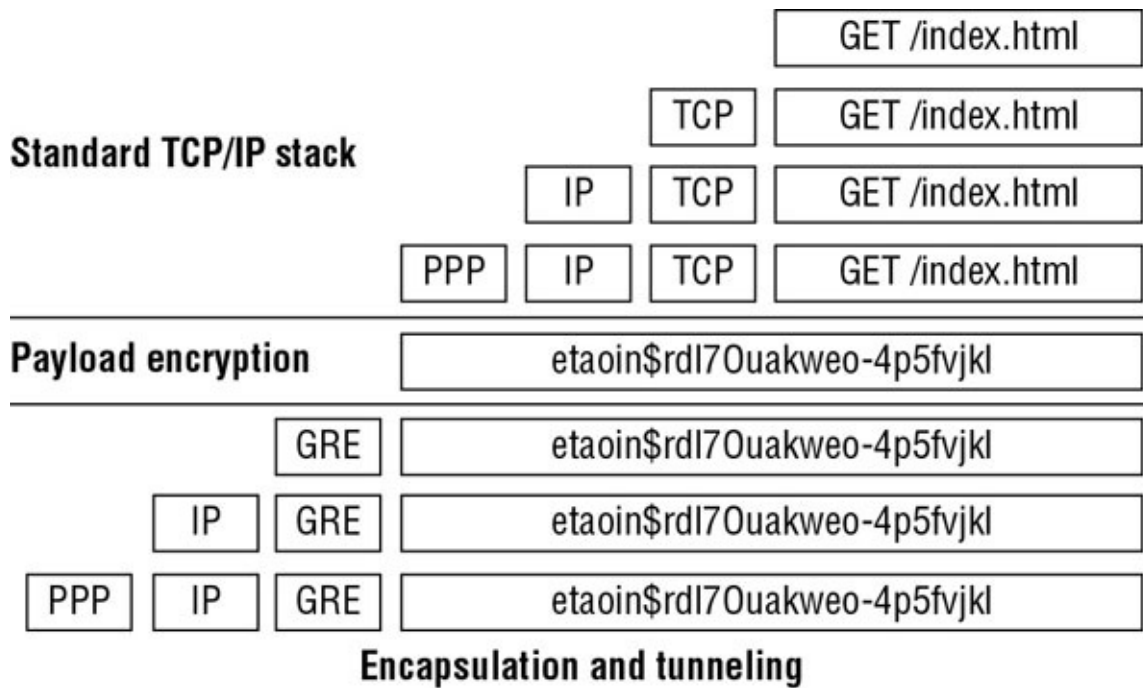 GET /index.html
TCP GET /index.html
Standard TCP/IP stack
IP TCP GET /index.html
PPP IP TCP GET /index.html
Payload encryption etaoin$rdl7Ouakweo-4p5fvjkl
GRE etaoin$rdl7Ouakweo-4p5fvjkl
IP GRE etaoin$rdl7Ouakweo-4p5fvjkl
PPP IP GRE etaoin$rdl7Ouakweo-4p5fvjkl
Encapsulation and tunneling